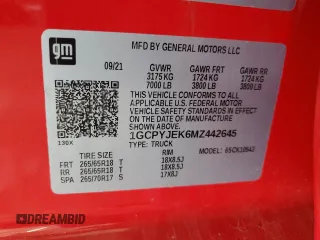 gm
MFD BY GENERAL MOTORS LLC
09/21 GVWR GAWR FRT GAWR RR
3175 KG 1724 KG 1724 KG
7000 LB 3800 LB 3800 LB
THIS VEHICLE CONFORMS TO ALL
APPLICABLE U.S. FEDERAL MOTOR
VEHICLE SAFETY STANDARDS IN
EFFECT ON THE DATE OF
MANUFACTURE SHOWN ABOVE.
1GCPYJEK6MZ442645
130X TYPE: TRUCK MODEL:
TIRE SIZE RIM
FRT 265/65R18 T 18X8.5J
RR 265/65R18 T 18X8.5J
SPA 265/70R17 S 17X8J
DREAMBID